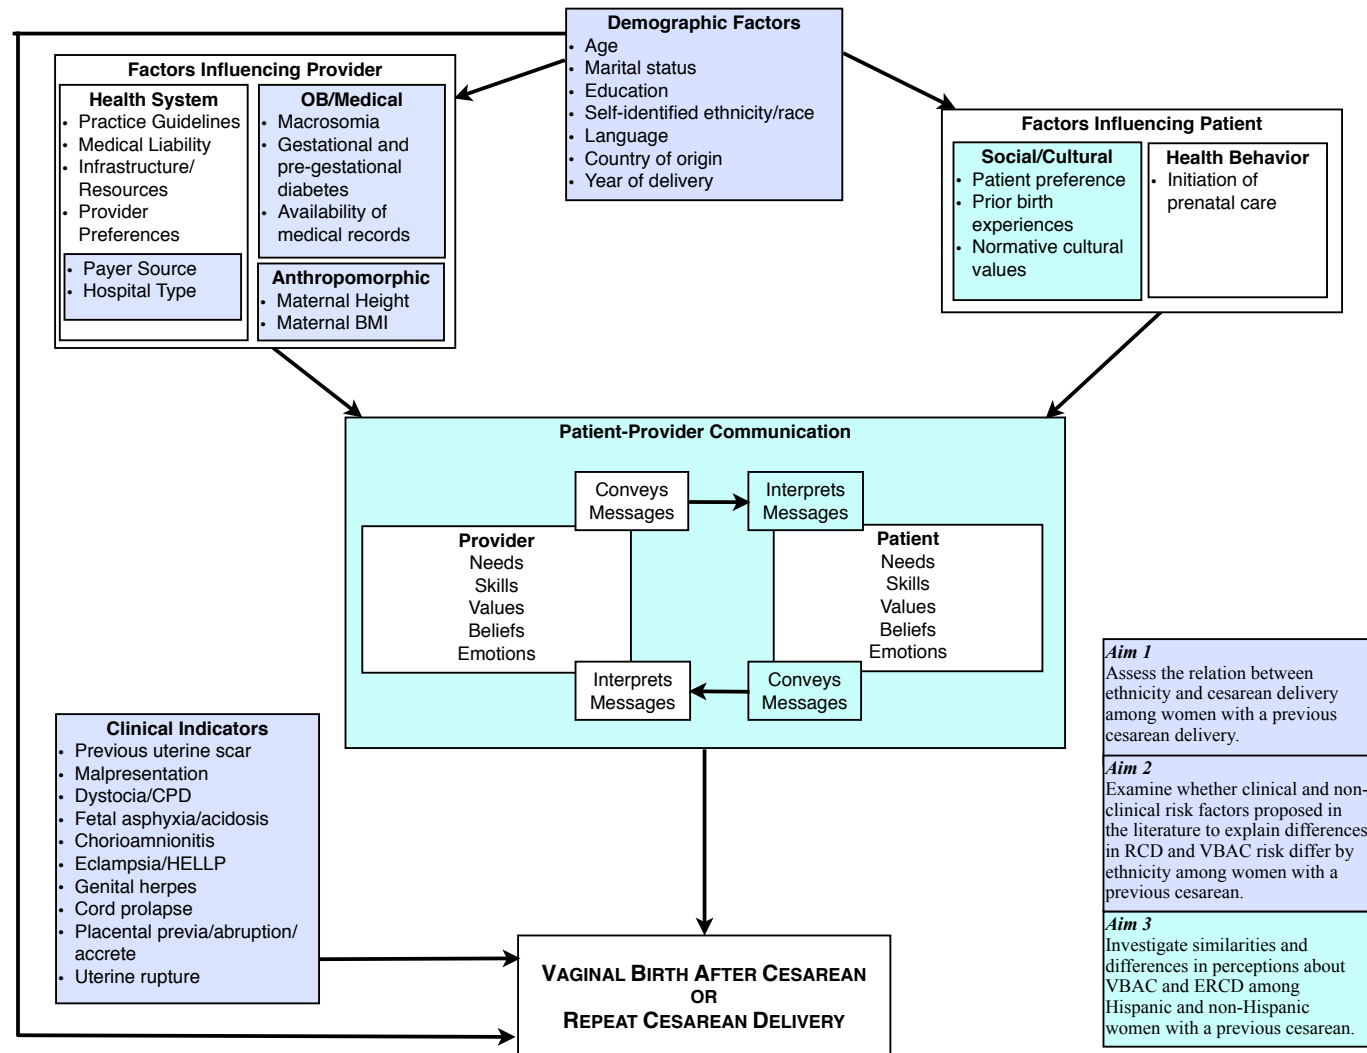 Demographic Factors
• Age
• Marital status
• Education
• Self-identified ethnicity/race
• Language
• Country of origin
• Year of delivery
Factors Influencing Provider
Health System
• Practice Guidelines
• Medical Liability
• Infrastructure/
Resources
• Provider
Preferences
• Payer Source
• Hospital Type
OB/Medical
• Macrosomia
• Gestational and
pre-gestational
diabetes
• Availability of
medical records
Anthropomorphic
• Maternal Height
• Maternal BMI
Factors Influencing Patient
Social/Cultural
• Patient preference
• Prior birth
experiences
• Normative cultural
values
Health Behavior
• Initiation of
prenatal care
Patient-Provider Communication
Conveys
Messages
Interprets
Messages
Provider
Needs
Skills
Values
Beliefs
Emotions
Patient
Needs
Skills
Values
Beliefs
Emotions
Interprets
Messages
Conveys
Messages
Clinical Indicators
• Previous uterine scar
• Malpresentation
• Dystocia/CPD
• Fetal asphyxia/acidosis
• Chorioamnionitis
• Eclampsia/HELLP
• Genital herpes
• Cord prolapse
• Placental previa/abruption/
accrete
• Uterine rupture
VAGINAL BIRTH AFTER CESAREAN
OR
REPEAT CESAREAN DELIVERY
Aim 1
Assess the relation between
ethnicity and cesarean delivery
among women with a previous
cesarean delivery.
Aim 2
Examine whether clinical and non-
clinical risk factors proposed in
the literature to explain differences
in RCD and VBAC risk differ by
ethnicity among women with a
previous cesarean.
Aim 3
Investigate similarities and
differences in perceptions about
VBAC and ERCD among
Hispanic and non-Hispanic
women with a previous cesarean.